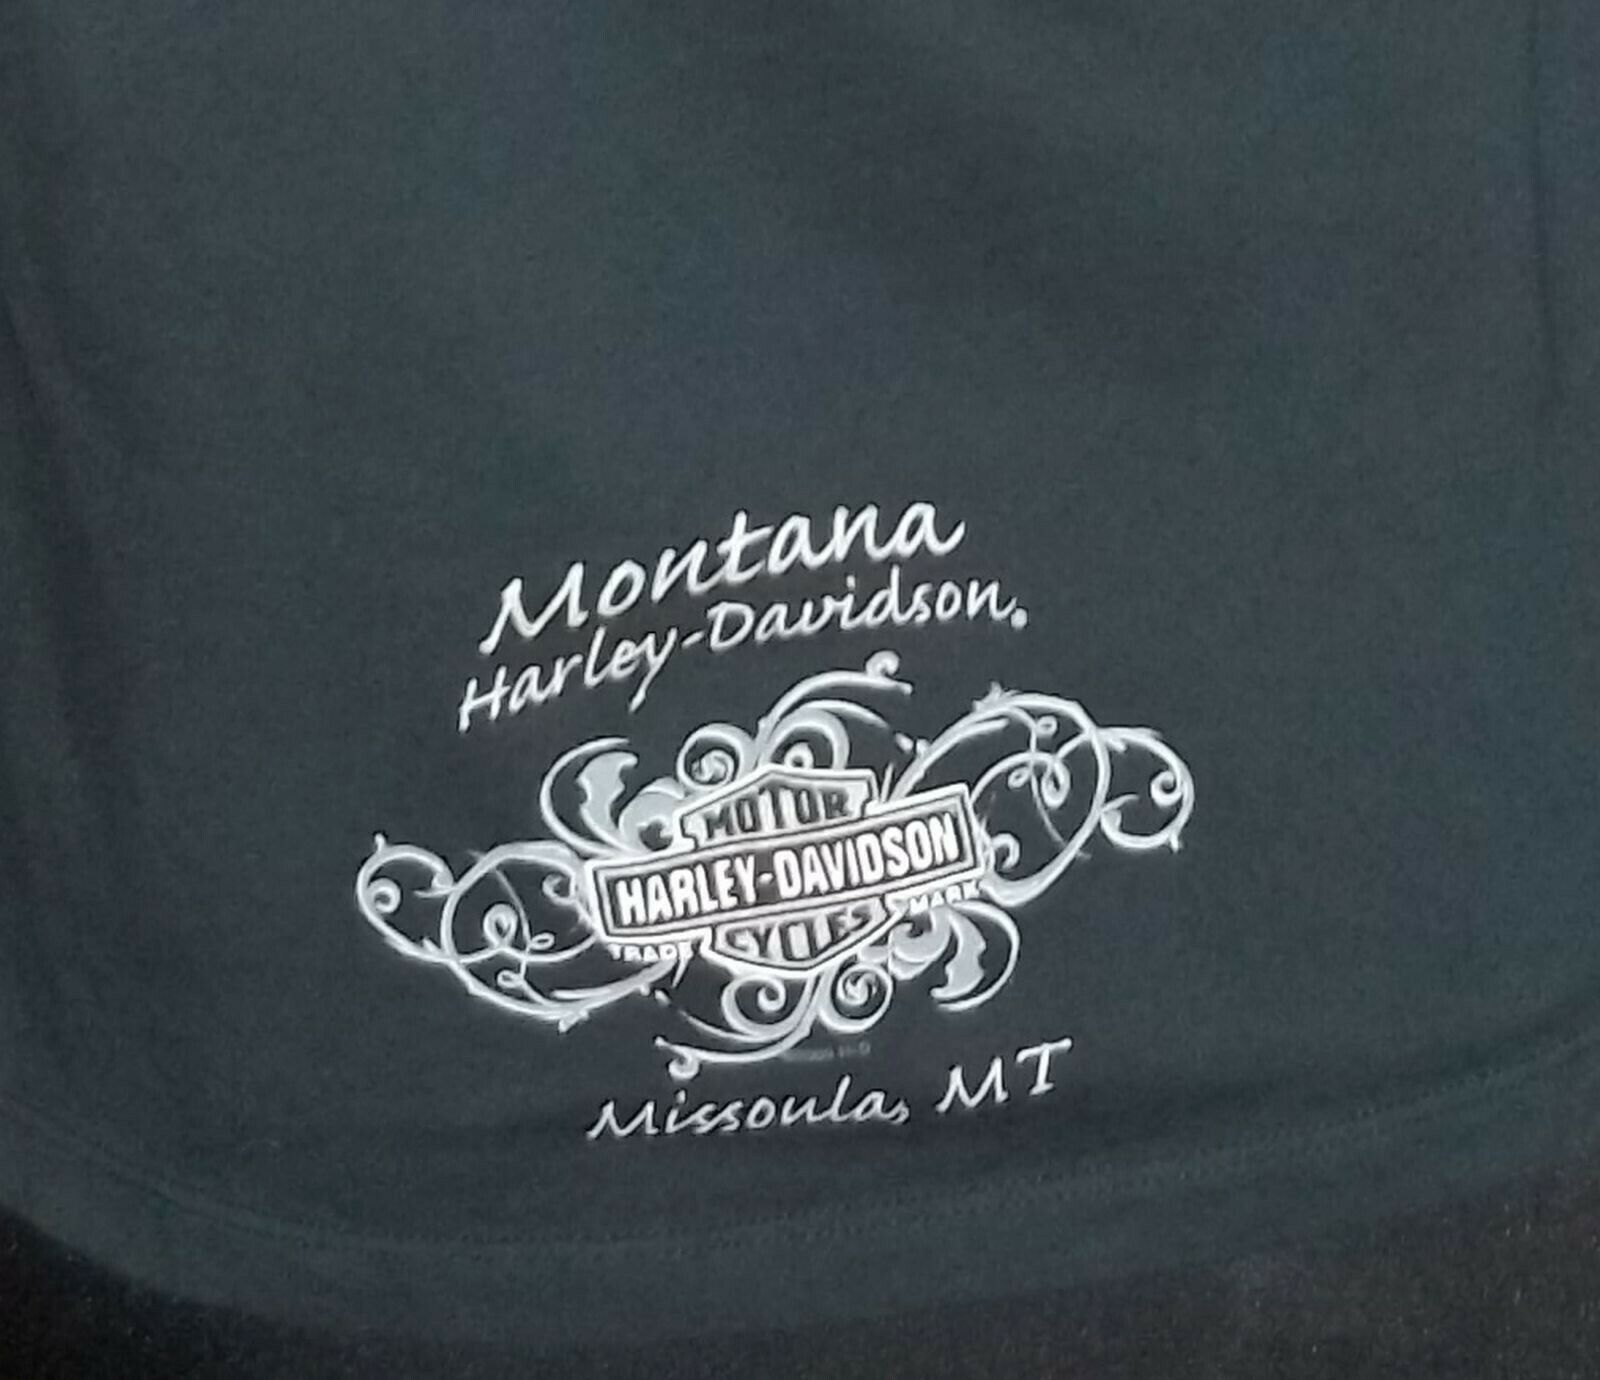 Montana
Harley-Davidson®
MOTOR
HARLEY-DAVIDSON
CYCLES
TRADE MARK
Missoula, MT